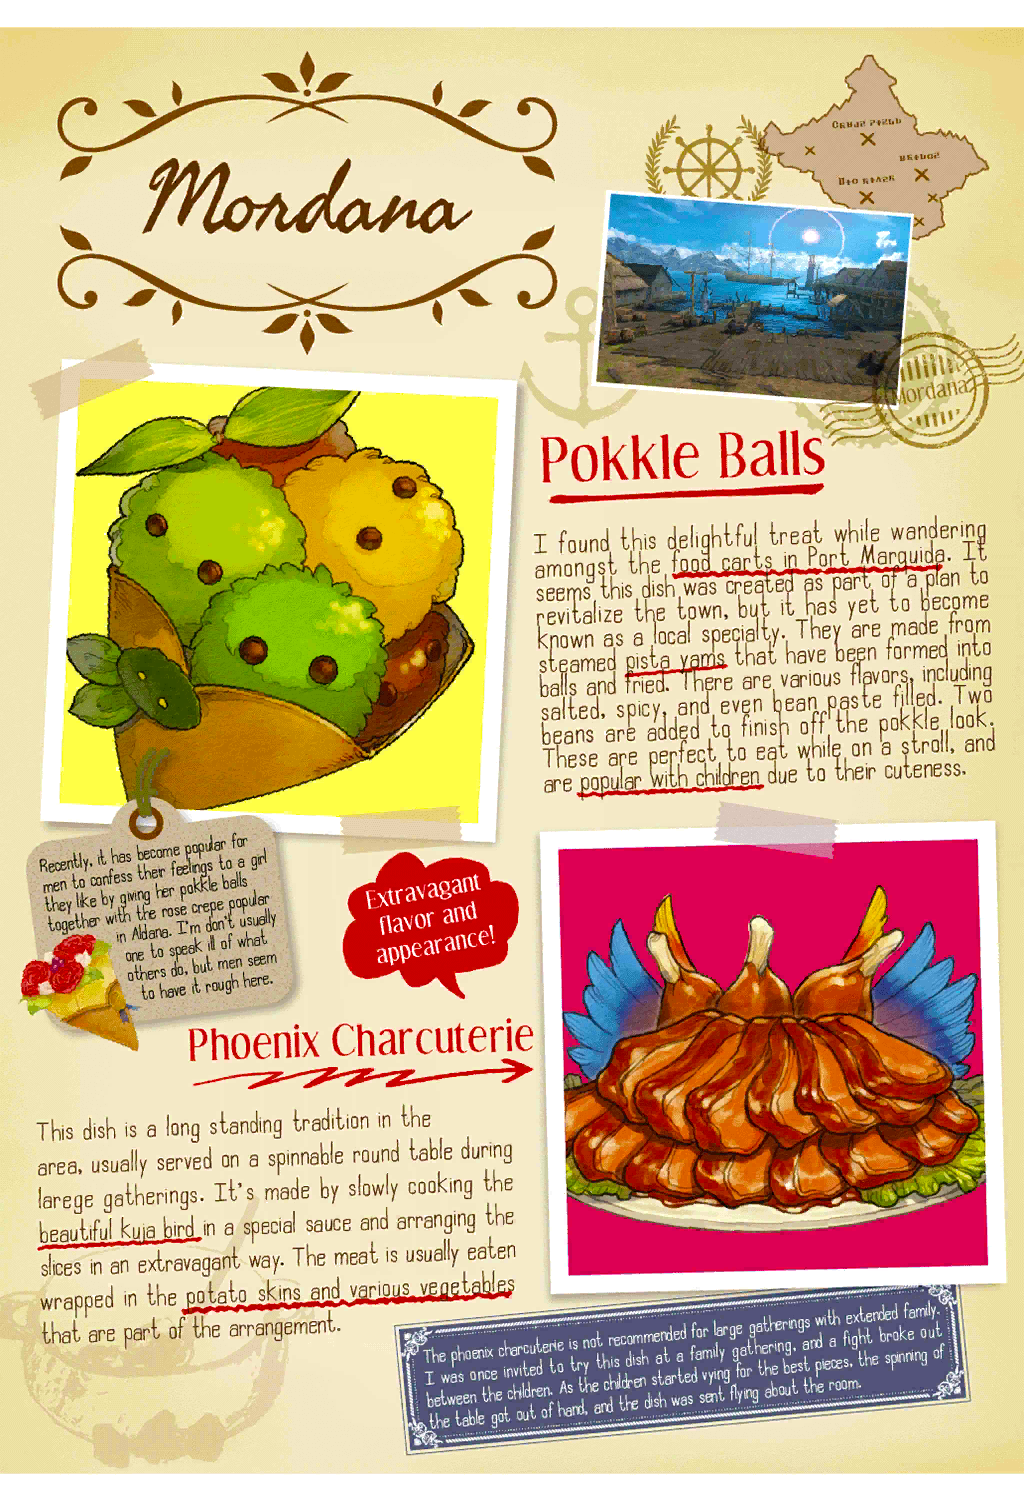 Mordana
Mordana
Pokkle Balls
I found this delightful treat while wandering
amongst the food carts in Port Marguida. It
seems this dish was created as part of a plan to
revitalize the town, but it has yet to become
known as a local specialty. They are made from
steamed pista yams that have been formed into
balls and fried. There are various flavors, including
salted, spicy, and even bean paste filled. Two
beans are added to finish off the pokkle look.
These are perfect to eat while on a stroll, and
are popular with children due to their cuteness.
Recently, it has become popular for
men to confess their feelings to a girl
they like by giving her pokkle balls
together with the rose crepe popular
in Aldana. I'm don't usually
one to speak ill of what
others do, but men seem
to have it rough here.
Extravagant
flavor and
appearance!
Phoenix Charcuterie
This dish is a long standing tradition in the
area, usually served on a spinnable round table during
larege gatherings. It's made by slowly cooking the
beautiful kuja bird in a special sauce and arranging the
slices in an extravagant way. The meat is usually eaten
wrapped in the potato skins and various vegetables
that are part of the arrangement.
The phoenix charcuterie is not recommended for large gatherings with extended family.
I was once invited to try this dish at a family gathering, and a fight broke out
between the children. As the children started vying for the best pieces, the spinning of
the table got out of hand, and the dish was sent flying about the room.